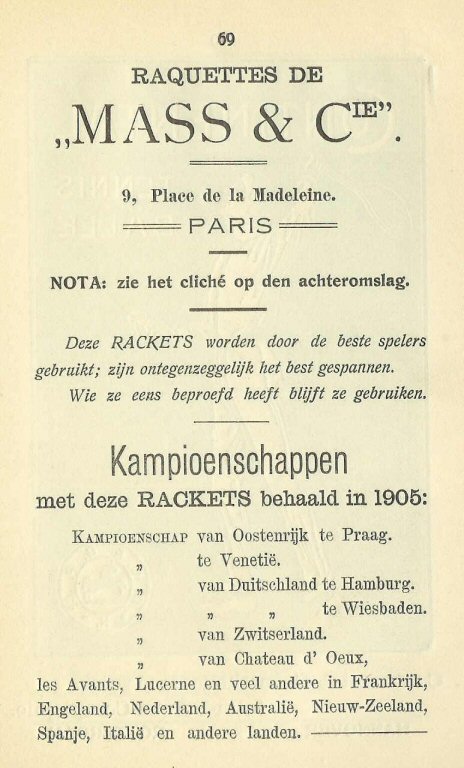 69
RAQUETTES DE
„MASS & CIE”.
9, Place de la Madeleine.
PARIS
NOTA: zie het cliché op den achteromslag.
Deze RACKETS worden door de beste spelers
gebruikt; zijn ontegenzeggelijk het best gespannen.
Wie ze eens beproefd heeft blijft ze gebruiken.
Kampioenschappen
met deze RACKETS behaald in 1905:
KAMPIOENSCHAP van Oostenrijk te Praag.
„ te Venetië.
„ van Duitschland te Hamburg.
„ „ „ te Wiesbaden.
„ van Zwitserland.
„ van Chateau d' Oeux,
les Avants, Lucerne en veel andere in Frankrijk,
Engeland, Nederland, Australië, Nieuw-Zeeland,
Spanje, Italië en andere landen.